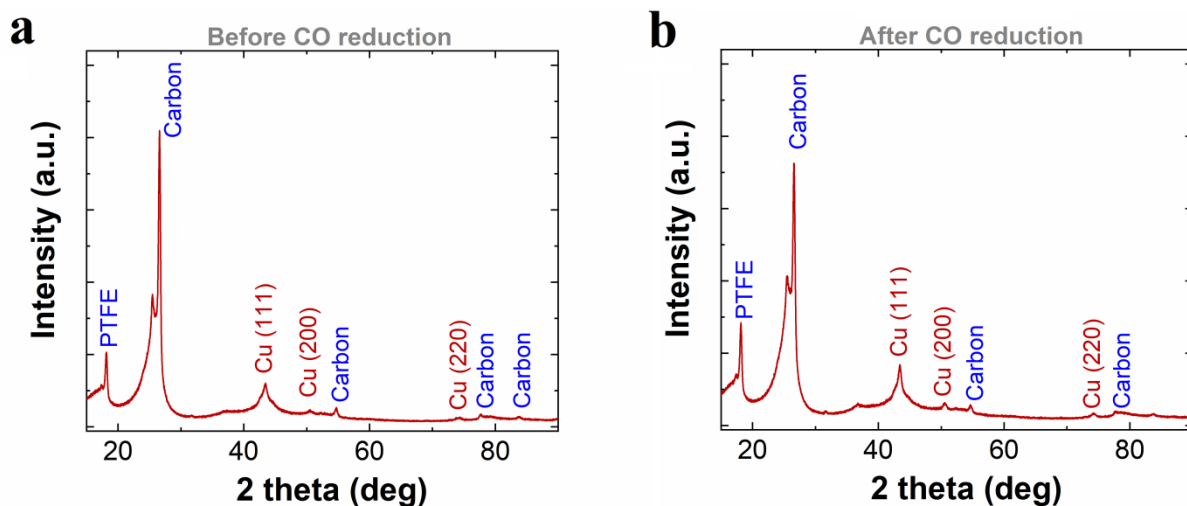 a
Before CO reduction
Intensity (a.u.)
PTFE
Carbon
Cu (111)
Cu (200)
Carbon
Cu (220)
Carbon
Carbon
20
40
60
80
2 theta (deg)
b
After CO reduction
Intensity (a.u.)
PTFE
Carbon
Cu (111)
Cu (200)
Carbon
Cu (220)
Carbon
20
40
60
80
2 theta (deg)